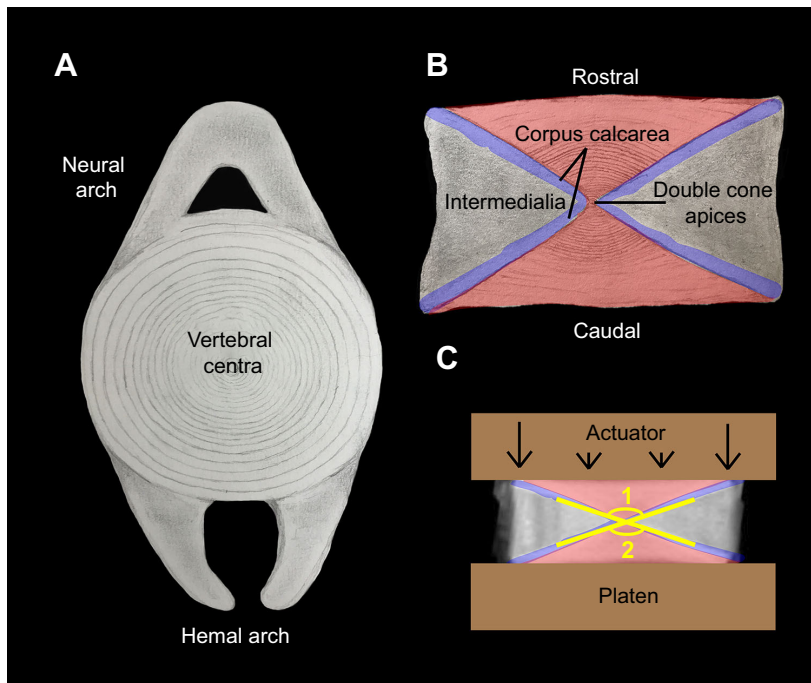 A
Neural
arch
Vertebral
centra
Hemal arch
B
Rostral
Corpus calcarea
Intermedialia
Double cone
apices
Caudal
C
Actuator
1
2
Platen